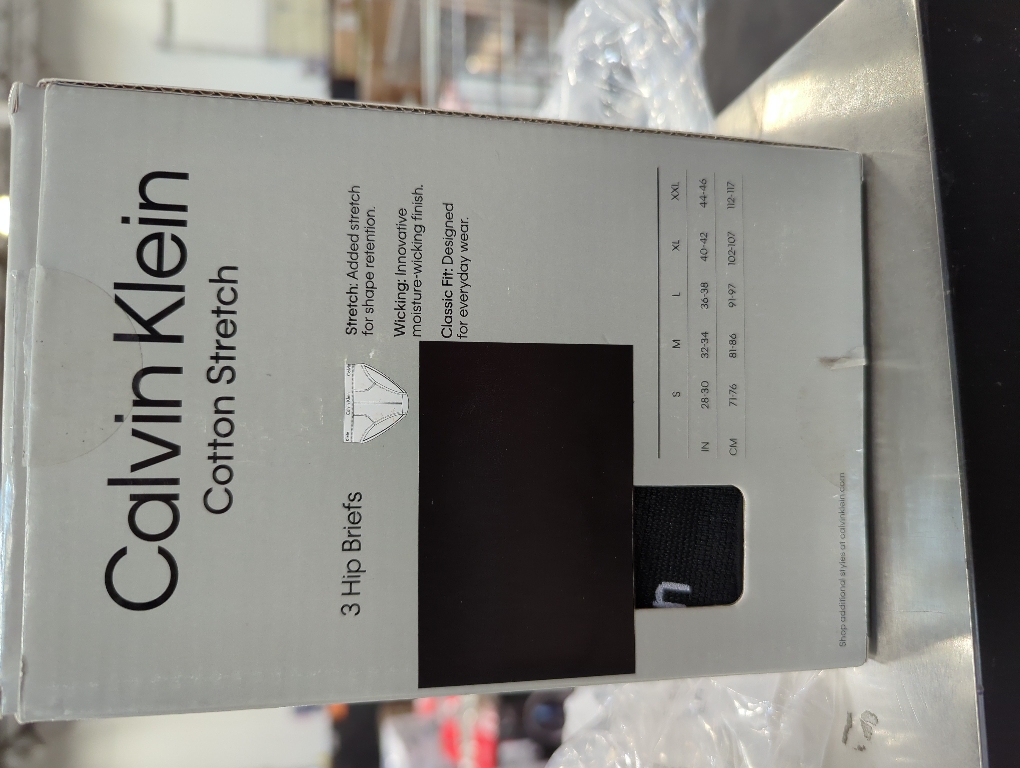 Calvin Klein
Cotton Stretch
3 Hip Briefs
Stretch: Added stretch
for shape retention.
Wicking: Innovative
moisture-wicking finish.
Classic Fit: Designed
for everyday wear.
S M L XL XXL
IN 28-30 32-34 36-38 40-42 44-46
CM 71-76 81-86 91-97 102-107 112-117
n
Shop additional styles at calvinklein.com